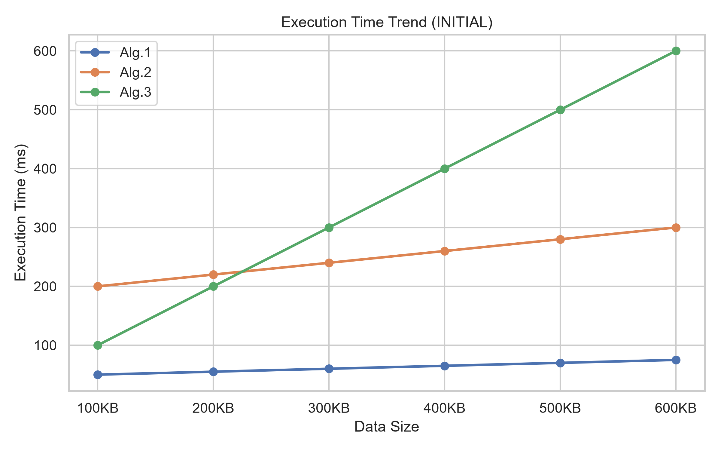 Execution Time Trend (INITIAL)
Alg.1
Alg.2
Alg.3
Execution Time (ms)
600
500
400
300
200
100
100KB 200KB 300KB 400KB 500KB 600KB
Data Size